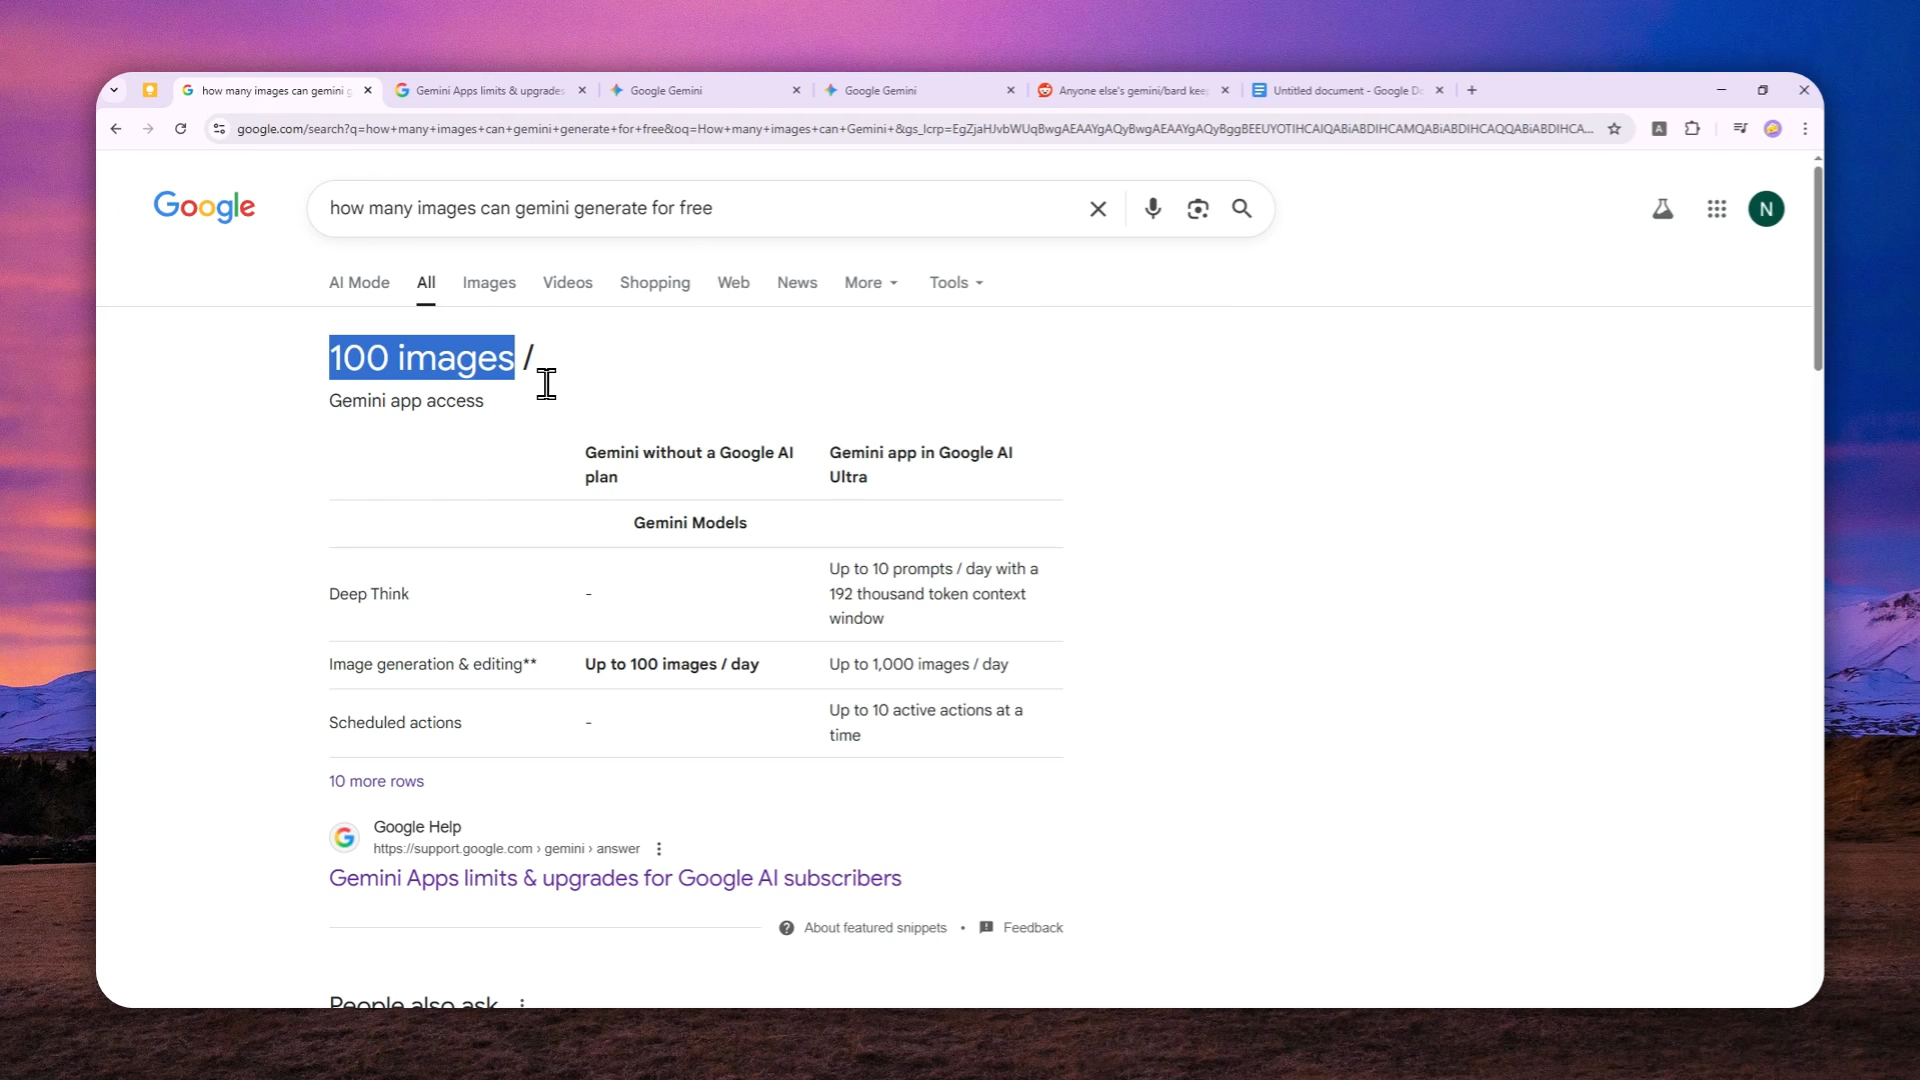 how many images can gemini g
Gemini Apps limits & upgrades
Google Gemini
Google Gemini
Anyone else's gemini/bard kee
Untitled document - Google Do
google.com/search?q=how+many+images+can+gemini+generate+for+free&oq=How+many+images+can+Gemini+&gs_lcrp=EgZjaHJvbWUqBwgAEAAYgAQyBwgAEAAYgAQyBggBEEUYOTIHCAIQABiABDIHCAMQABiABDIHCAQQABiABDIHCA...
A
Google
how many images can gemini generate for free
N
AI Mode
All
Images
Videos
Shopping
Web
News
More
Tools
100 images /
Gemini app access
Gemini without a Google AI
plan
Gemini app in Google AI
Ultra
Gemini Models
Deep Think
-
Up to 10 prompts / day with a
192 thousand token context
window
Image generation & editing**
Up to 100 images / day
Up to 1,000 images / day
Scheduled actions
-
Up to 10 active actions at a
time
10 more rows
Google Help
https://support.google.com › gemini › answer
Gemini Apps limits & upgrades for Google AI subscribers
About featured snippets • Feedback
People also ask